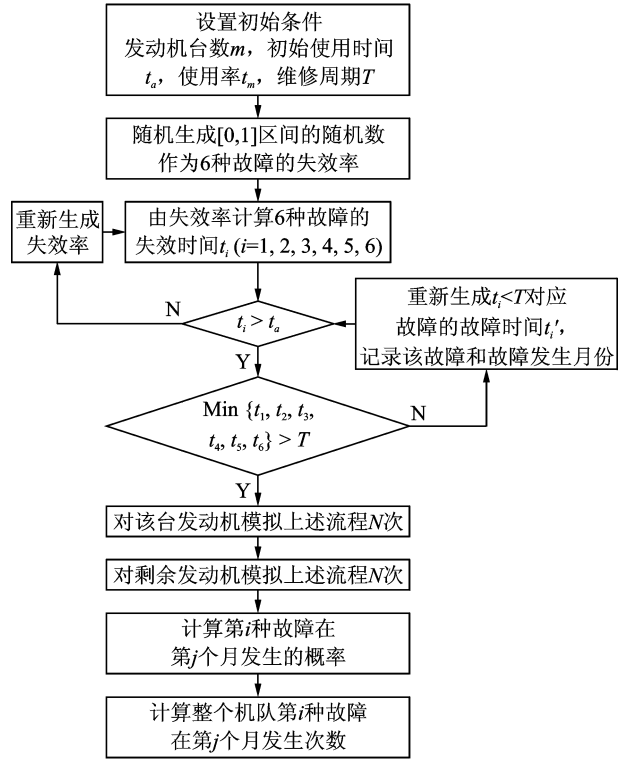 设置初始条件
发动机台数m，初始使用时间
tₐ，使用率tₘ，维修周期T
随机生成[0,1]区间的随机数
作为6种故障的失效率
重新生成
失效率
由失效率计算6种故障的
失效时间tᵢ (i=1, 2, 3, 4, 5, 6)
N
tᵢ > tₐ
重新生成tᵢ<T对应
故障的故障时间tᵢ′,
记录该故障和故障发生月份
Y
Min {t₁, t₂, t₃,
t₄, t₅, t₆} > T
N
Y
对该台发动机模拟上述流程N次
对剩余发动机模拟上述流程N次
计算第i种故障在
第j个月发生的概率
计算整个机队第i种故障
在第j个月发生次数